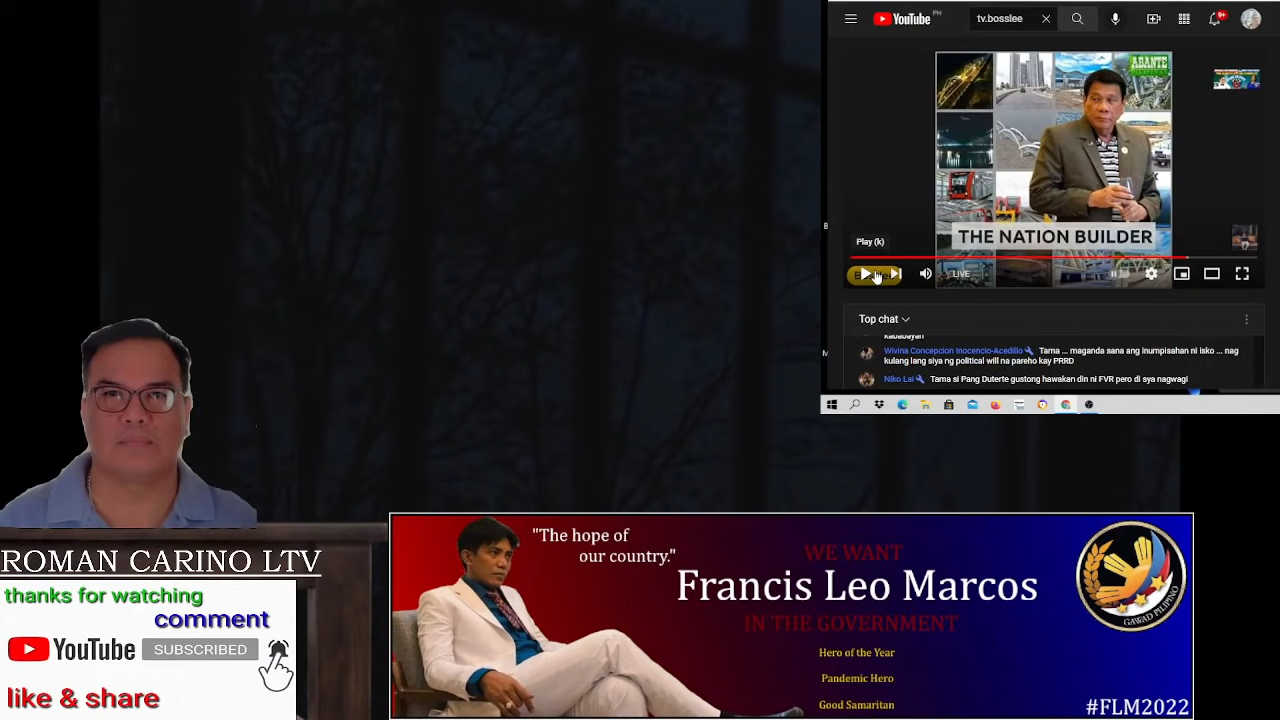 YouTube PH
tv.bosslee
9+
ABANTE
THE NATION BUILDER
Play (k)
LIVE
Top chat
kababayan
Wivina Concepcion Inocencio-Acedillo Tama ... maganda sana ang inumpisahan ni isko ... nag
kulang lang siya ng political will na pareho kay PRRD
Niko Lai Tama si Pang Duterte gustong hawakan din ni FVR pero di sya nagwagi
ROMAN CARINO LTV
thanks for watching
comment
YouTube SUBSCRIBED
like & share
"The hope of
our country."
WE WANT
Francis Leo Marcos
IN THE GOVERNMENT
Hero of the Year
Pandemic Hero
Good Samaritan
GAWAD PILIPINO
#FLM2022